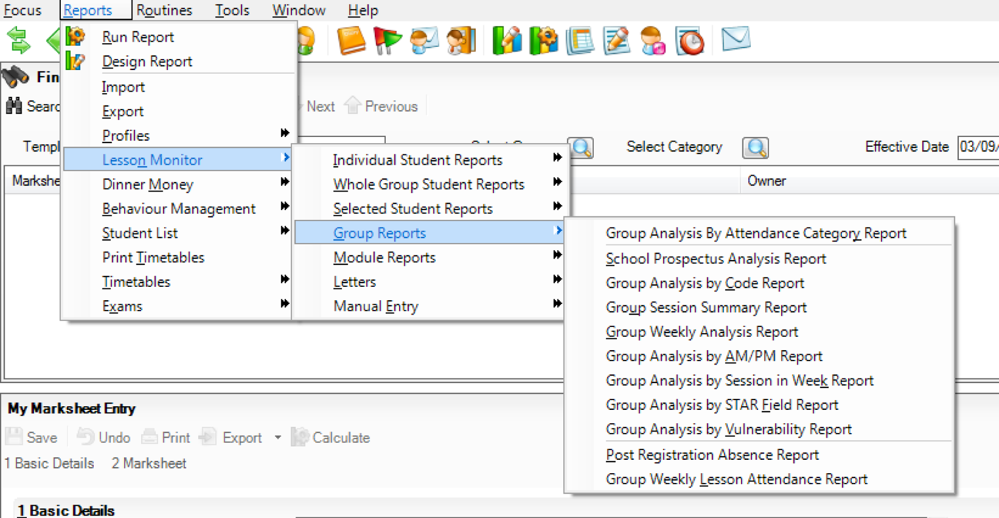 Focus Reports Routines Tools Window Help
Run Report
Design Report
Import
Export
Profiles
Lesson Monitor
Dinner Money
Behaviour Management
Student List
Print Timetables
Timetables
Exams
Individual Student Reports
Whole Group Student Reports
Selected Student Reports
Group Reports
Module Reports
Letters
Manual Entry
Group Analysis By Attendance Category Report
School Prospectus Analysis Report
Group Analysis by Code Report
Group Session Summary Report
Group Weekly Analysis Report
Group Analysis by AM/PM Report
Group Analysis by Session in Week Report
Group Analysis by STAR Field Report
Group Analysis by Vulnerability Report
Post Registration Absence Report
Group Weekly Lesson Attendance Report
Fin
Searc Next Previous
Templ Select Category Effective Date 03/09/
Markshe Owner
My Marksheet Entry
Save Undo Print Export Calculate
1 Basic Details 2 Marksheet
1 Basic Details